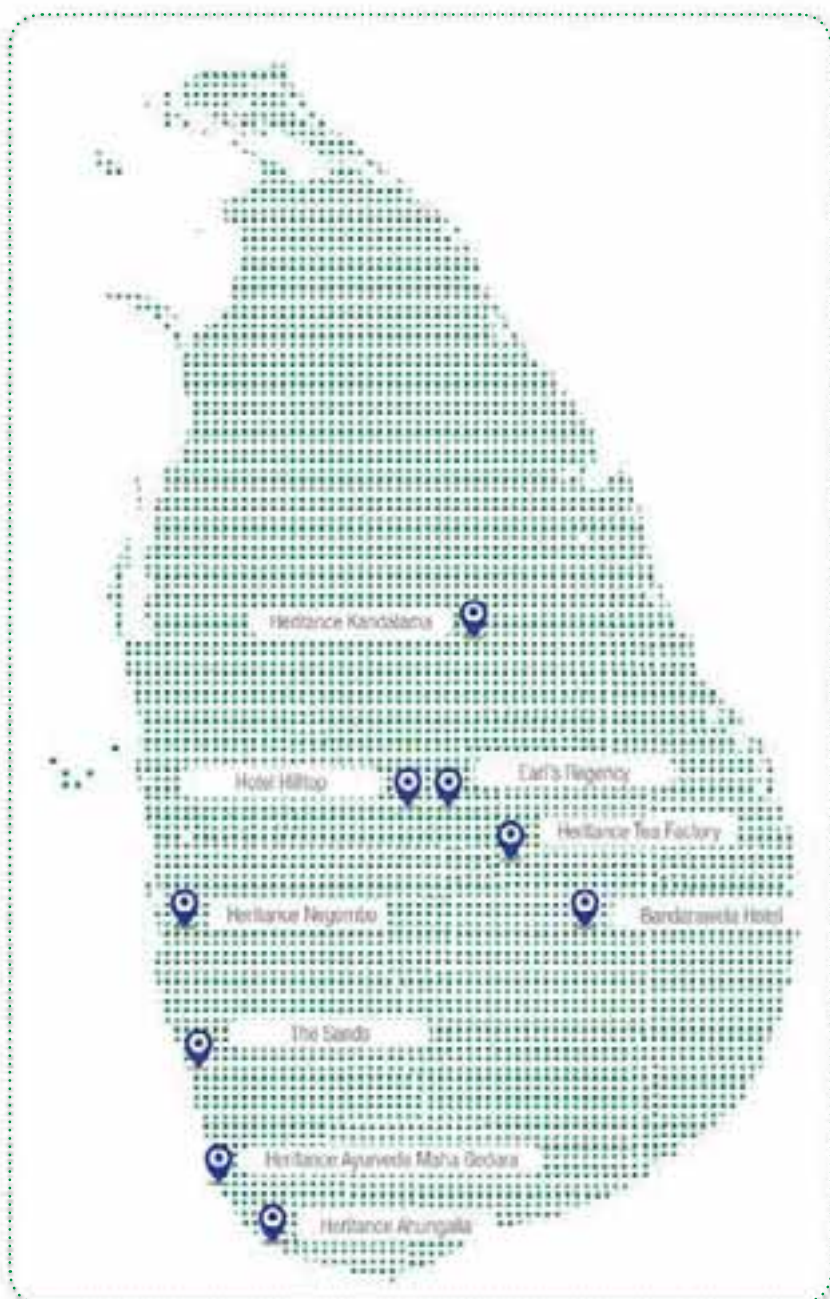 Heritance Kandalama
Hotel Hilltop
Earl's Regency
Heritance Tea Factory
Heritance Negombo
Bandarawela Hotel
The Sands
Heritance Ayurveda Maha Gedara
Heritance Ahungalla